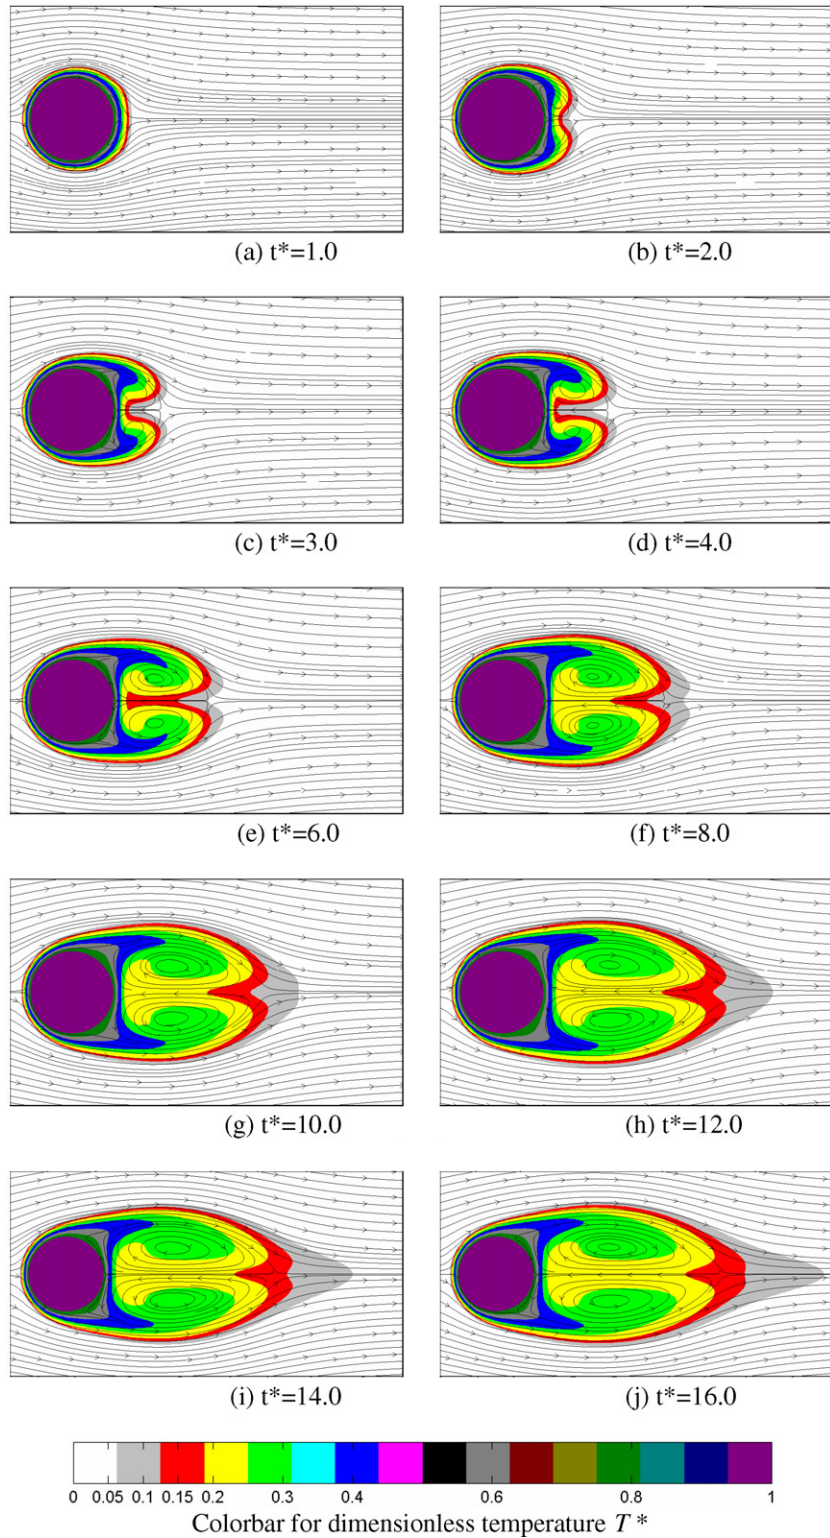 (a) t*=1.0
(b) t*=2.0
(c) t*=3.0
(d) t*=4.0
(e) t*=6.0
(f) t*=8.0
(g) t*=10.0
(h) t*=12.0
(i) t*=14.0
(j) t*=16.0
0 0.05 0.1 0.15 0.2 0.3 0.4 0.6 0.8 1
Colorbar for dimensionless temperature T*